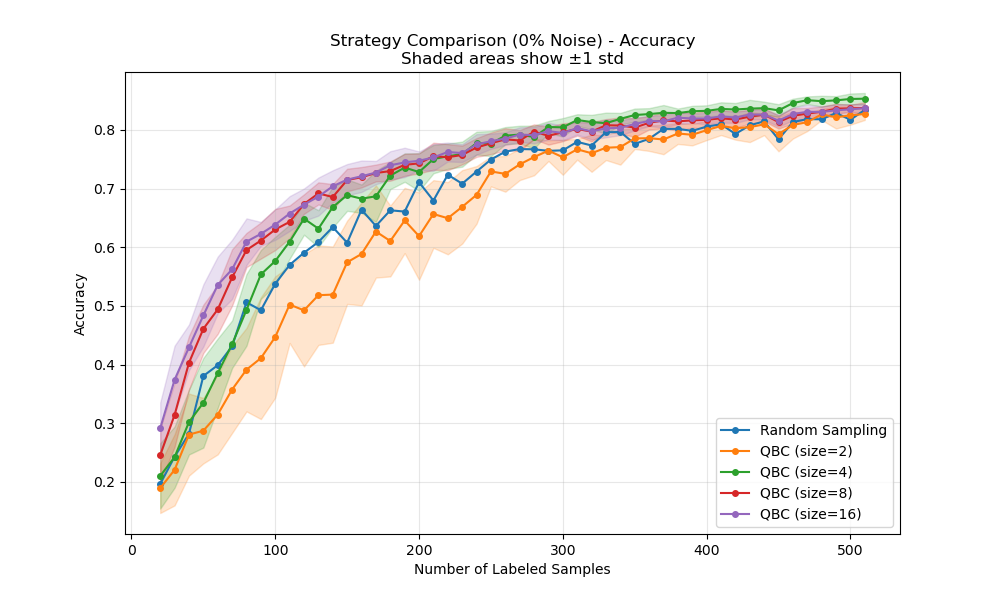 Strategy Comparison (0% Noise) - Accuracy
Shaded areas show ±1 std
Accuracy
0.8
0.7
0.6
0.5
0.4
0.3
0.2
Random Sampling
QBC (size=2)
QBC (size=4)
QBC (size=8)
QBC (size=16)
0 100 200 300 400 500
Number of Labeled Samples